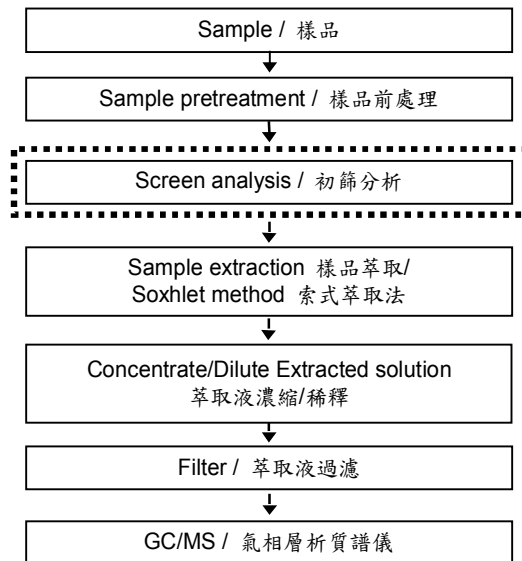 Sample / 樣品
Sample pretreatment / 樣品前處理
Screen analysis / 初篩分析
Sample extraction 樣品萃取/
Soxhlet method 索式萃取法
Concentrate/Dilute Extracted solution
萃取液濃縮/稀釋
Filter / 萃取液過濾
GC/MS / 氣相層析質譜儀